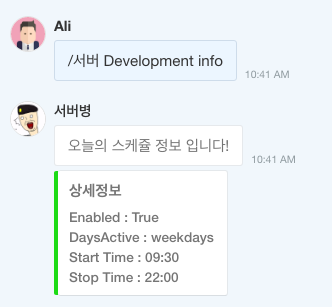 Ali
/서버 Development info
10:41 AM
서버병
오늘의 스케쥴 정보 입니다!
10:41 AM
상세정보
Enabled : True
DaysActive : weekdays
Start Time : 09:30
Stop Time : 22:00